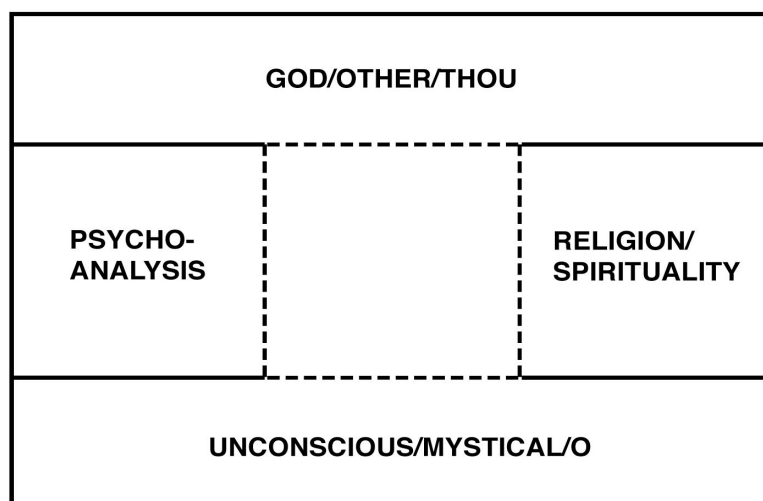 GOD/OTHER/THOU
PSYCHO-
ANALYSIS
RELIGION/
SPIRITUALITY
UNCONSCIOUS/MYSTICAL/O